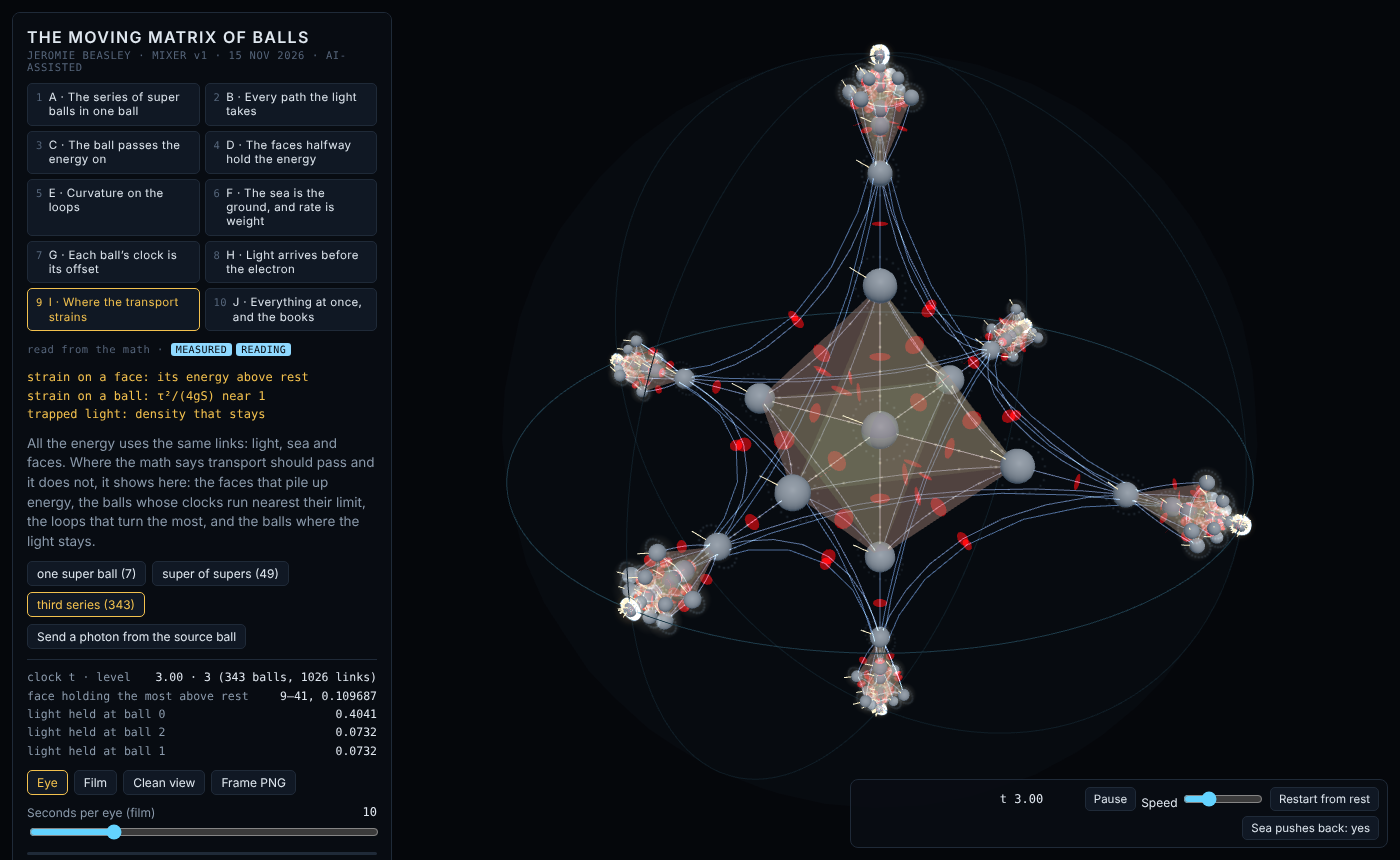 THE MOVING MATRIX OF BALLS
JEROMIE BEASLEY · MIXER v1 · 15 NOV 2026 · AI-
ASSISTED
1 A · The series of super
balls in one ball
2 B · Every path the light
takes
3 C · The ball passes the
energy on
4 D · The faces halfway
hold the energy
5 E · Curvature on the
loops
6 F · The sea is the
ground, and rate is
weight
7 G · Each ball’s clock is
its offset
8 H · Light arrives before
the electron
9 I · Where the transport
strains
10 J · Everything at once,
and the books
read from the math · MEASURED READING
strain on a face: its energy above rest
strain on a ball: τ²/(4gS) near 1
trapped light: density that stays
All the energy uses the same links: light, sea and
faces. Where the math says transport should pass and
it does not, it shows here: the faces that pile up
energy, the balls whose clocks run nearest their limit,
the loops that turn the most, and the balls where the
light stays.
one super ball (7) super of supers (49)
third series (343)
Send a photon from the source ball
clock t · level 3.00 · 3 (343 balls, 1026 links)
face holding the most above rest 9–41, 0.109687
light held at ball 0 0.4041
light held at ball 2 0.0732
light held at ball 1 0.0732
Eye Film Clean view Frame PNG
Seconds per eye (film) 10
t 3.00 Pause Speed Restart from rest
Sea pushes back: yes